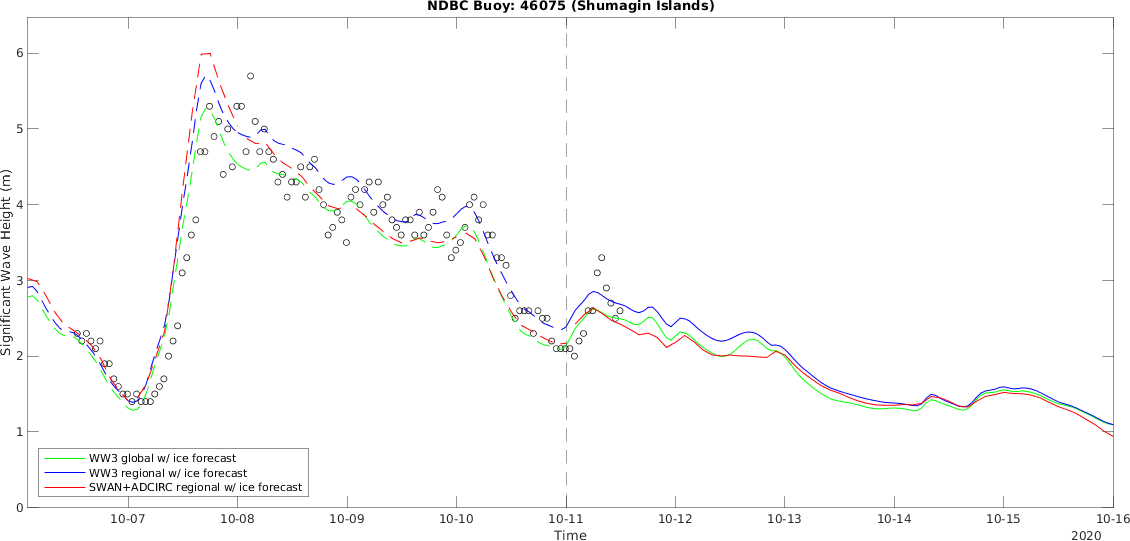 NDBC Buoy: 46075 (Shumagin Islands)
Significant Wave Height (m)
6
5
4
3
2
1
0
WW3 global w/ ice forecast
WW3 regional w/ ice forecast
SWAN+ADCIRC regional w/ ice forecast
10-07 10-08 10-09 10-10 10-11 10-12 10-13 10-14 10-15 10-16
Time
2020